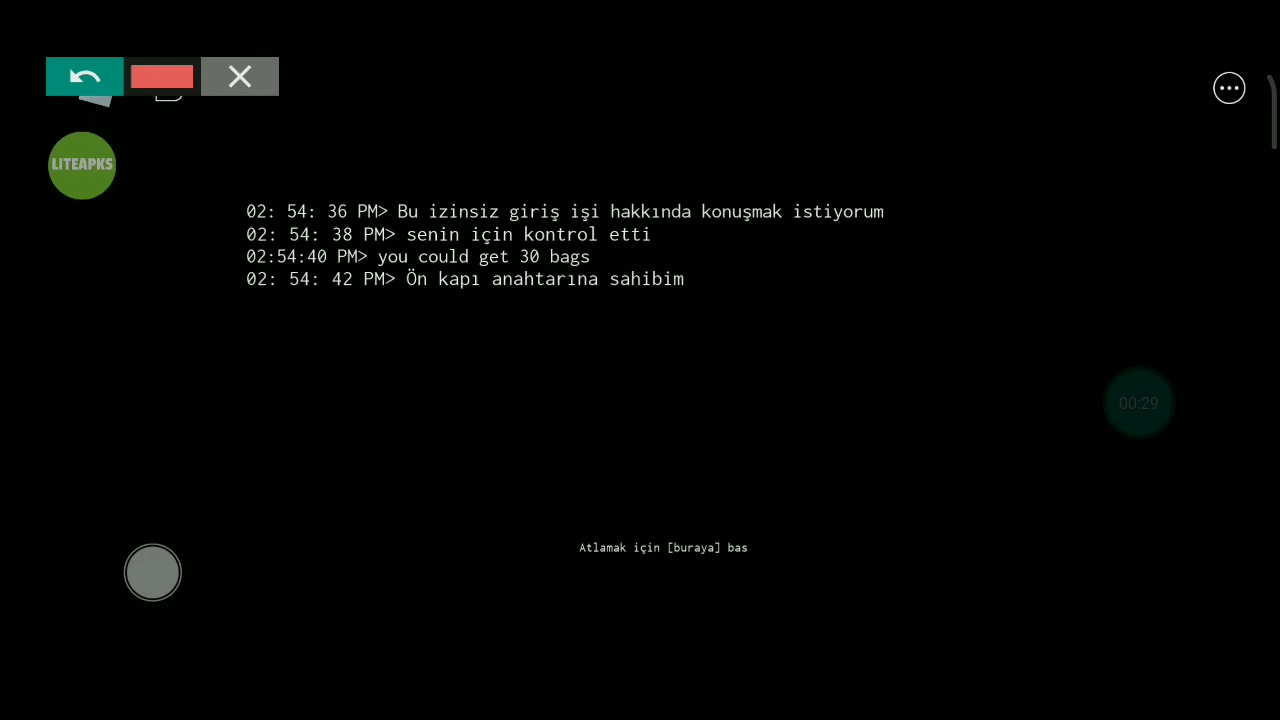 LITEAPKS
02: 54: 36 PM> Bu izinsiz giriş işi hakkında konuşmak istiyorum
02: 54: 38 PM> senin için kontrol etti
02:54:40 PM> you could get 30 bags
02: 54: 42 PM> Ön kapı anahtarına sahibim
00:29
Atlamak için [buraya] bas